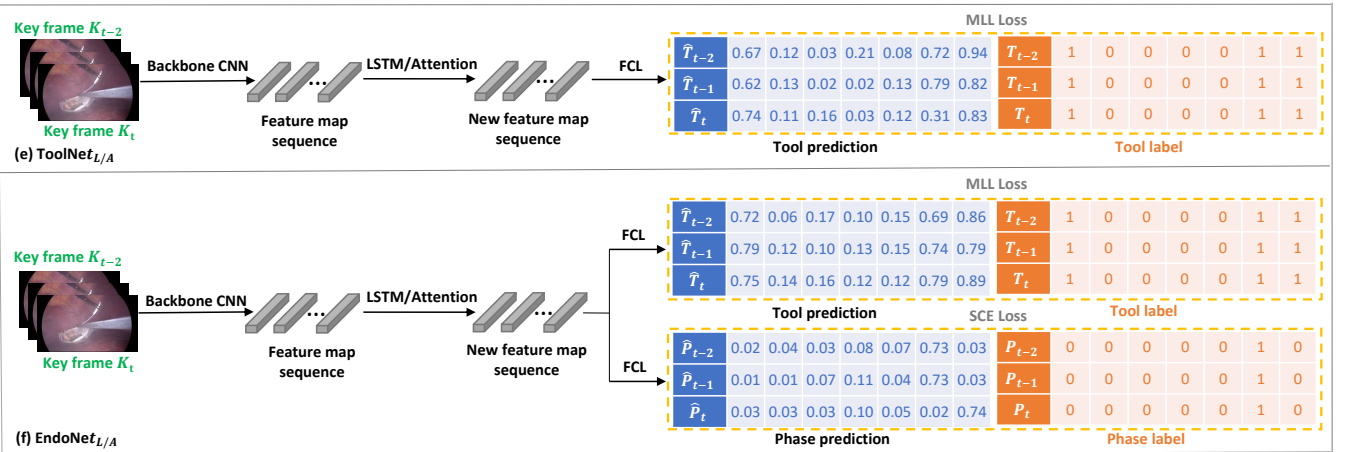 MLL Loss
Key frame K_{t-2}
Backbone CNN
LSTM/Attention
FCL
Feature map
sequence
New feature map
sequence
Key frame K_t
T̂_{t-2} 0.67 0.12 0.03 0.21 0.08 0.72 0.94 T_{t-2} 1 0 0 0 0 1 1
T̂_{t-1} 0.62 0.13 0.02 0.02 0.13 0.79 0.82 T_{t-1} 1 0 0 0 0 1 1
T̂_t 0.74 0.11 0.16 0.03 0.12 0.31 0.83 T_t 1 0 0 0 0 1 1
Tool prediction
Tool label
(e) ToolNet_{L/A}
MLL Loss
Key frame K_{t-2}
Backbone CNN
LSTM/Attention
Feature map
sequence
New feature map
sequence
Key frame K_t
FCL
T̂_{t-2} 0.72 0.06 0.17 0.10 0.15 0.69 0.86 T_{t-2} 1 0 0 0 0 1 1
T̂_{t-1} 0.79 0.12 0.10 0.13 0.15 0.74 0.79 T_{t-1} 1 0 0 0 0 1 1
T̂_t 0.75 0.14 0.16 0.12 0.12 0.79 0.89 T_t 1 0 0 0 0 1 1
Tool prediction
Tool label
SCE Loss
FCL
P̂_{t-2} 0.02 0.04 0.03 0.08 0.07 0.73 0.03 P_{t-2} 0 0 0 0 0 1 0
P̂_{t-1} 0.01 0.01 0.07 0.11 0.04 0.73 0.03 P_{t-1} 0 0 0 0 0 1 0
P̂_t 0.03 0.03 0.03 0.10 0.05 0.02 0.74 P_t 0 0 0 0 0 1 0
Phase prediction
Phase label
(f) EndoNet_{L/A}